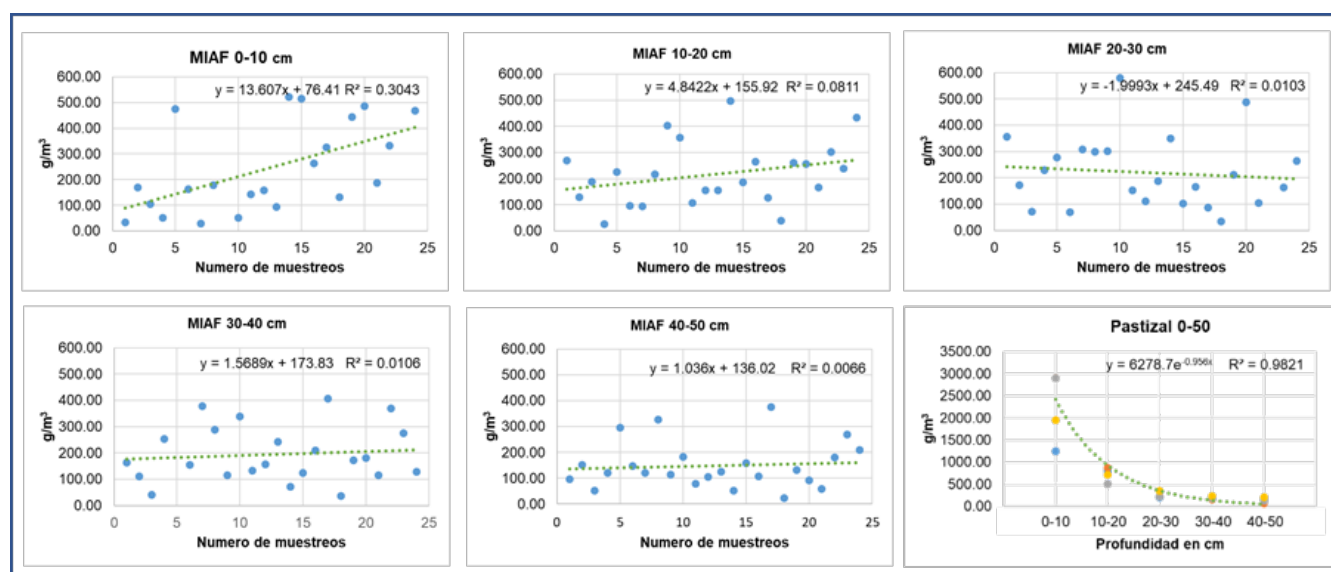 MIAF 0-10 cm
y = 13.607x + 76.41 R² = 0.3043
600.00
500.00
400.00
300.00
200.00
100.00
0.00
g/m³
0 5 10 15 20 25
Numero de muestreos
MIAF 10-20 cm
y = 4.8422x + 155.92 R² = 0.0811
600.00
500.00
400.00
300.00
200.00
100.00
0.00
g/m³
0 5 10 15 20 25
Numero de muestreos
MIAF 20-30 cm
y = -1.9993x + 245.49 R² = 0.0103
600.00
500.00
400.00
300.00
200.00
100.00
0.00
g/m³
0 5 10 15 20 25
Numero de muestreos
MIAF 30-40 cm
y = 1.5689x + 173.83 R² = 0.0106
600.00
500.00
400.00
300.00
200.00
100.00
0.00
g/m³
0 5 10 15 20 25
Numero de muestreos
MIAF 40-50 cm
y = 1.036x + 136.02 R² = 0.0066
600.00
500.00
400.00
300.00
200.00
100.00
0.00
g/m³
0 5 10 15 20 25
Numero de muestreos
Pastizal 0-50
y = 6278.7e⁻⁰·⁹⁵⁶ˣ R² = 0.9821
3500.00
3000.00
2500.00
2000.00
1500.00
1000.00
500.00
0.00
g/m³
0-10 10-20 20-30 30-40 40-50
Profundidad en cm